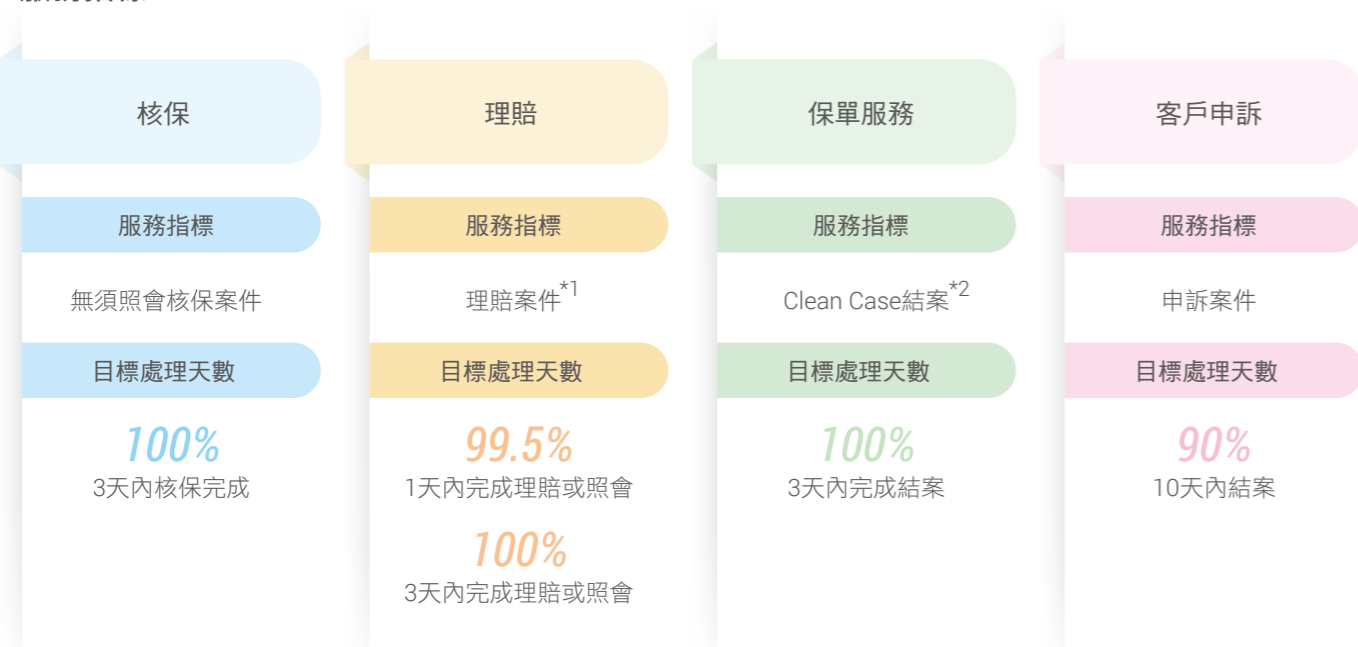 核保
服務指標
無須照會核保案件
目標處理天數
100%
3天內核保完成
理賠
服務指標
理賠案件*1
目標處理天數
99.5%
1天內完成理賠或照會
100%
3天內完成理賠或照會
保單服務
服務指標
Clean Case結案*2
目標處理天數
100%
3天內完成結案
客戶申訴
服務指標
申訴案件
目標處理天數
90%
10天內結案